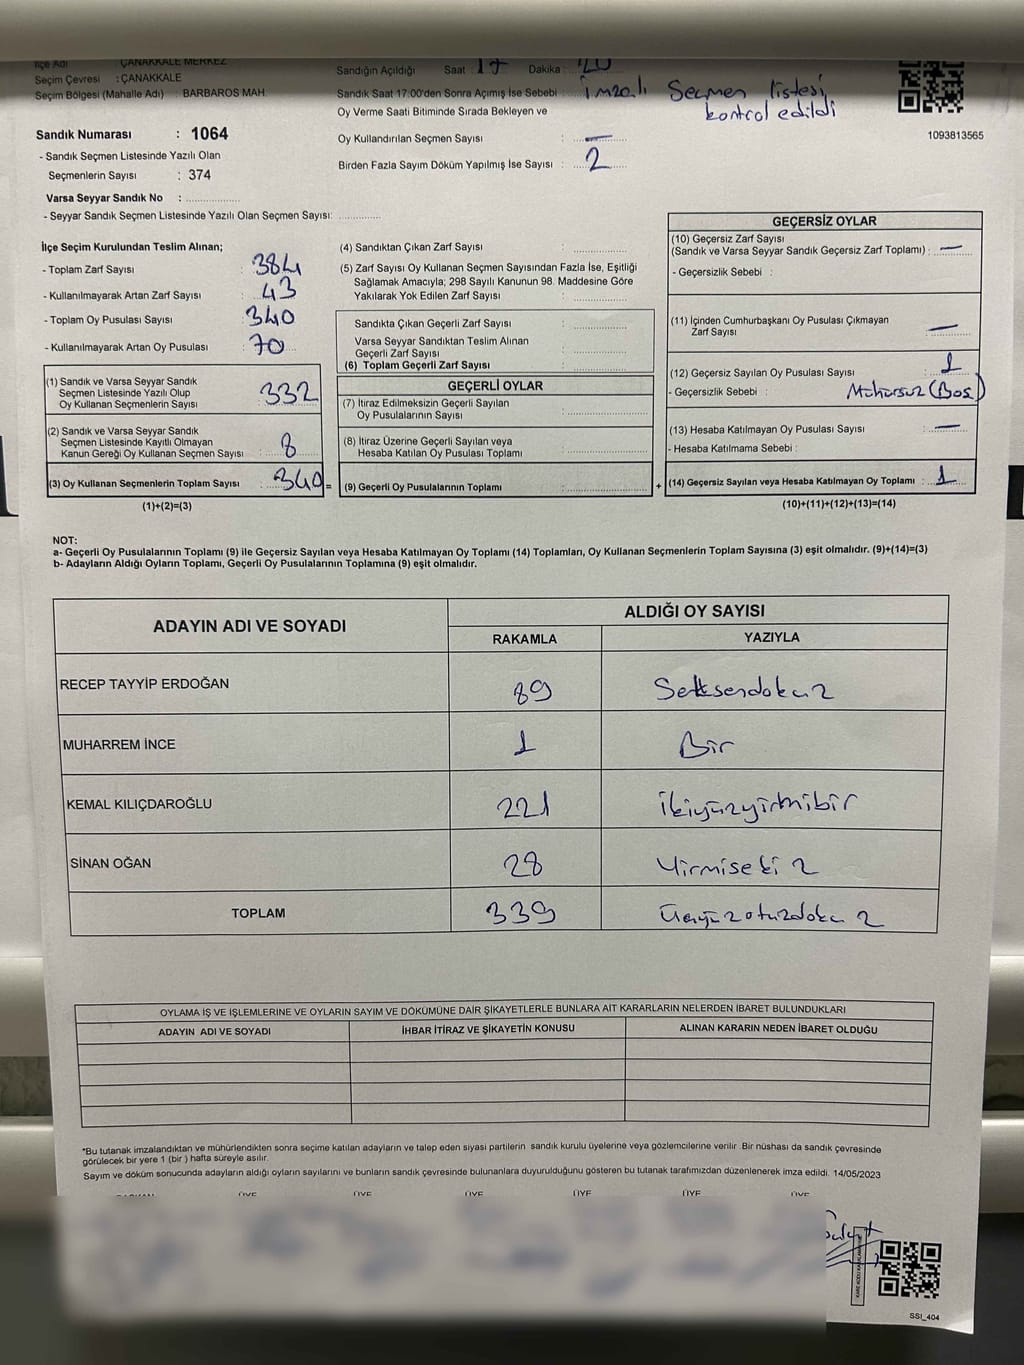 İlçe Adı : ÇANAKKALE MERKEZ
Seçim Çevresi : ÇANAKKALE
Seçim Bölgesi (Mahalle Adı) : BARBAROS MAH.
Sandık Numarası : 1064
- Sandık Seçmen Listesinde Yazılı Olan
Seçmenlerin Sayısı : 374
Varsa Seyyar Sandık No :
- Seyyar Sandık Seçmen Listesinde Yazılı Olan Seçmen Sayısı:
Sandığın Açıldığı Saat : 17 Dakika :
Sandık Saat 17.00'den Sonra Açımış İse Sebebi : İmzalı Seçmen listesi
kontrol edildi
Oy Verme Saati Bitiminde Sırada Bekleyen ve
Oy Kullandırılan Seçmen Sayısı : —
Birden Fazla Sayım Döküm Yapılmış İse Sayısı : 2
1093813565
İlçe Seçim Kurulundan Teslim Alınan;
- Toplam Zarf Sayısı : 384
- Kullanılmayarak Artan Zarf Sayısı : 43
- Toplam Oy Pusulası Sayısı : 340
- Kullanılmayarak Artan Oy Pusulası : 70
(1) Sandık ve Varsa Seyyar Sandık
Seçmen Listesinde Yazılı Olup
Oy Kullanan Seçmenlerin Sayısı 332
(2) Sandık ve Varsa Seyyar Sandık
Seçmen Listesinde Kayıtlı Olmayan
Kanun Gereği Oy Kullanan Seçmen Sayısı : 8
(3) Oy Kullanan Seçmenlerin Toplam Sayısı : 340 =
(1)+(2)=(3)
(4) Sandıktan Çıkan Zarf Sayısı :
(5) Zarf Sayısı Oy Kullanan Seçmen Sayısından Fazla İse, Eşitliği
Sağlamak Amacıyla; 298 Sayılı Kanunun 98. Maddesine Göre
Yakılarak Yok Edilen Zarf Sayısı :
Sandıkta Çıkan Geçerli Zarf Sayısı :
Varsa Seyyar Sandıktan Teslim Alınan
Geçerli Zarf Sayısı :
(6) Toplam Geçerli Zarf Sayısı :
GEÇERLİ OYLAR
(7) İtiraz Edilmeksizin Geçerli Sayılan
Oy Pusulalarının Sayısı :
(8) İtiraz Üzerine Geçerli Sayılan veya
Hesaba Katılan Oy Pusulası Toplamı :
(9) Geçerli Oy Pusulalarının Toplamı : +
GEÇERSİZ OYLAR
(10) Geçersiz Zarf Sayısı
(Sandık ve Varsa Seyyar Sandık Geçersiz Zarf Toplamı) : —
- Geçersizlik Sebebi :
(11) İçinden Cumhurbaşkanı Oy Pusulası Çıkmayan
Zarf Sayısı : —
(12) Geçersiz Sayılan Oy Pusulası Sayısı : 1
- Geçersizlik Sebebi : Mühürsüz (Boş)
(13) Hesaba Katılmayan Oy Pusulası Sayısı : —
- Hesaba Katılmama Sebebi :
(14) Geçersiz Sayılan veya Hesaba Katılmayan Oy Toplamı : 1
(10)+(11)+(12)+(13)=(14)
NOT:
a- Geçerli Oy Pusulalarının Toplamı (9) ile Geçersiz Sayılan veya Hesaba Katılmayan Oy Toplamı (14) Toplamları, Oy Kullanan Seçmenlerin Toplam Sayısına (3) eşit olmalıdır. (9)+(14)=(3)
b- Adayların Aldığı Oyların Toplamı, Geçerli Oy Pusulalarının Toplamına (9) eşit olmalıdır.
ADAYIN ADI VE SOYADI ALDIĞI OY SAYISI
RAKAMLA YAZIYLA
RECEP TAYYİP ERDOĞAN 89 Seksendokuz
MUHARREM İNCE 1 Bir
KEMAL KILIÇDAROĞLU 221 İkiyüzyirmibir
SİNAN OĞAN 28 Yirmisekiz
TOPLAM 339 Üçyüzotuzdokuz
OYLAMA İŞ VE İŞLEMLERİNE VE OYLARIN SAYIM VE DÖKÜMÜNE DAİR ŞİKAYETLERLE BUNLARA AİT KARARLARIN NELERDEN İBARET BULUNDUKLARI
ADAYIN ADI VE SOYADI İHBAR İTİRAZ VE ŞİKAYETİN KONUSU ALINAN KARARIN NEDEN İBARET OLDUĞU
*Bu tutanak imzalandıktan ve mühürlendikten sonra seçime katılan adayların ve talep eden siyasi partilerin sandık kurulu üyelerine veya gözlemcilerine verilir. Bir nüshası da sandık çevresinde
görülecek bir yere 1 (bir ) hafta süreyle asılır.
Sayım ve döküm sonucunda adayların aldığı oyların sayılarını ve bunların sandık çevresinde bulunanlara duyurulduğunu gösteren bu tutanak tarafımızdan düzenlenerek imza edildi. 14/05/2023
BAŞKAN ÜYE ÜYE ÜYE ÜYE ÜYE ÜYE
SSI_404